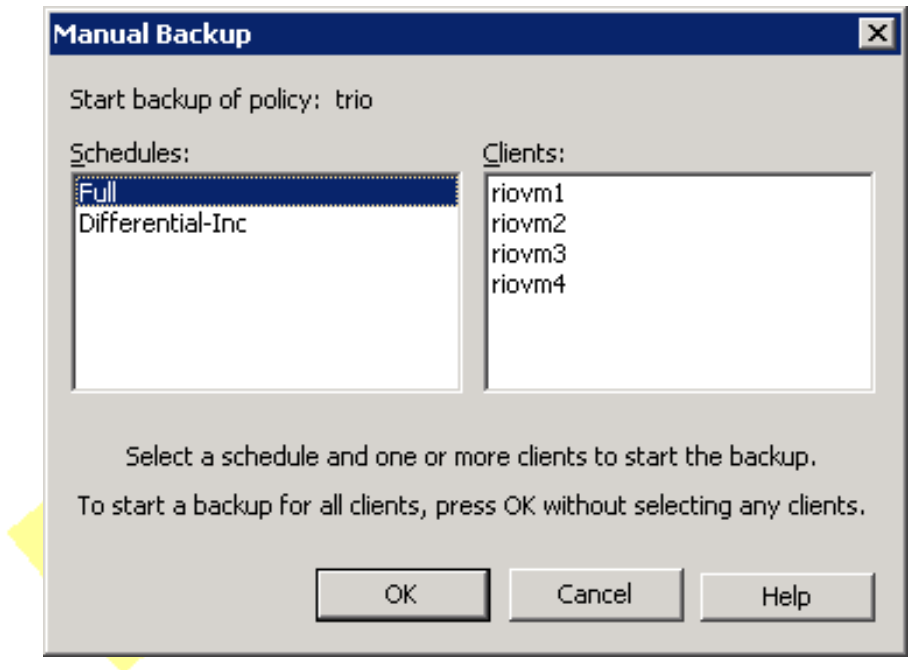 Manual Backup
Start backup of policy: trio
Schedules:
Clients:
Full
Differential-Inc
riovm1
riovm2
riovm3
riovm4
Select a schedule and one or more clients to start the backup.
To start a backup for all clients, press OK without selecting any clients.
OK
Cancel
Help